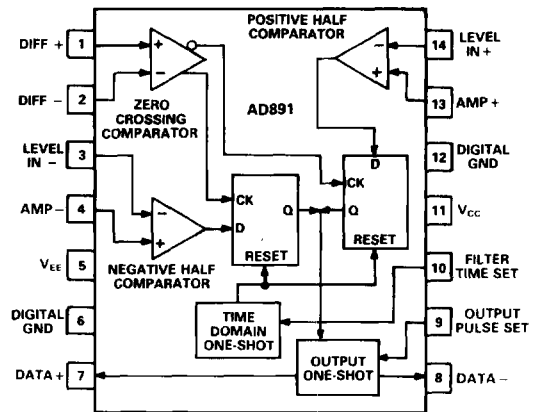 POSITIVE HALF
COMPARATOR
DIFF +
1
+
−
14
LEVEL
IN +
DIFF −
2
−
+
13
AMP +
ZERO
CROSSING
COMPARATOR
AD891
LEVEL
IN −
3
D
12
DIGITAL
GND
CK
AMP −
4
−
+
CK
D
Q
Q
11
VCC
RESET
RESET
VEE
5
NEGATIVE HALF
COMPARATOR
10
FILTER
TIME SET
DIGITAL
GND
6
TIME
DOMAIN
ONE-SHOT
9
OUTPUT
PULSE SET
OUTPUT
ONE-SHOT
DATA +
7
8
DATA −